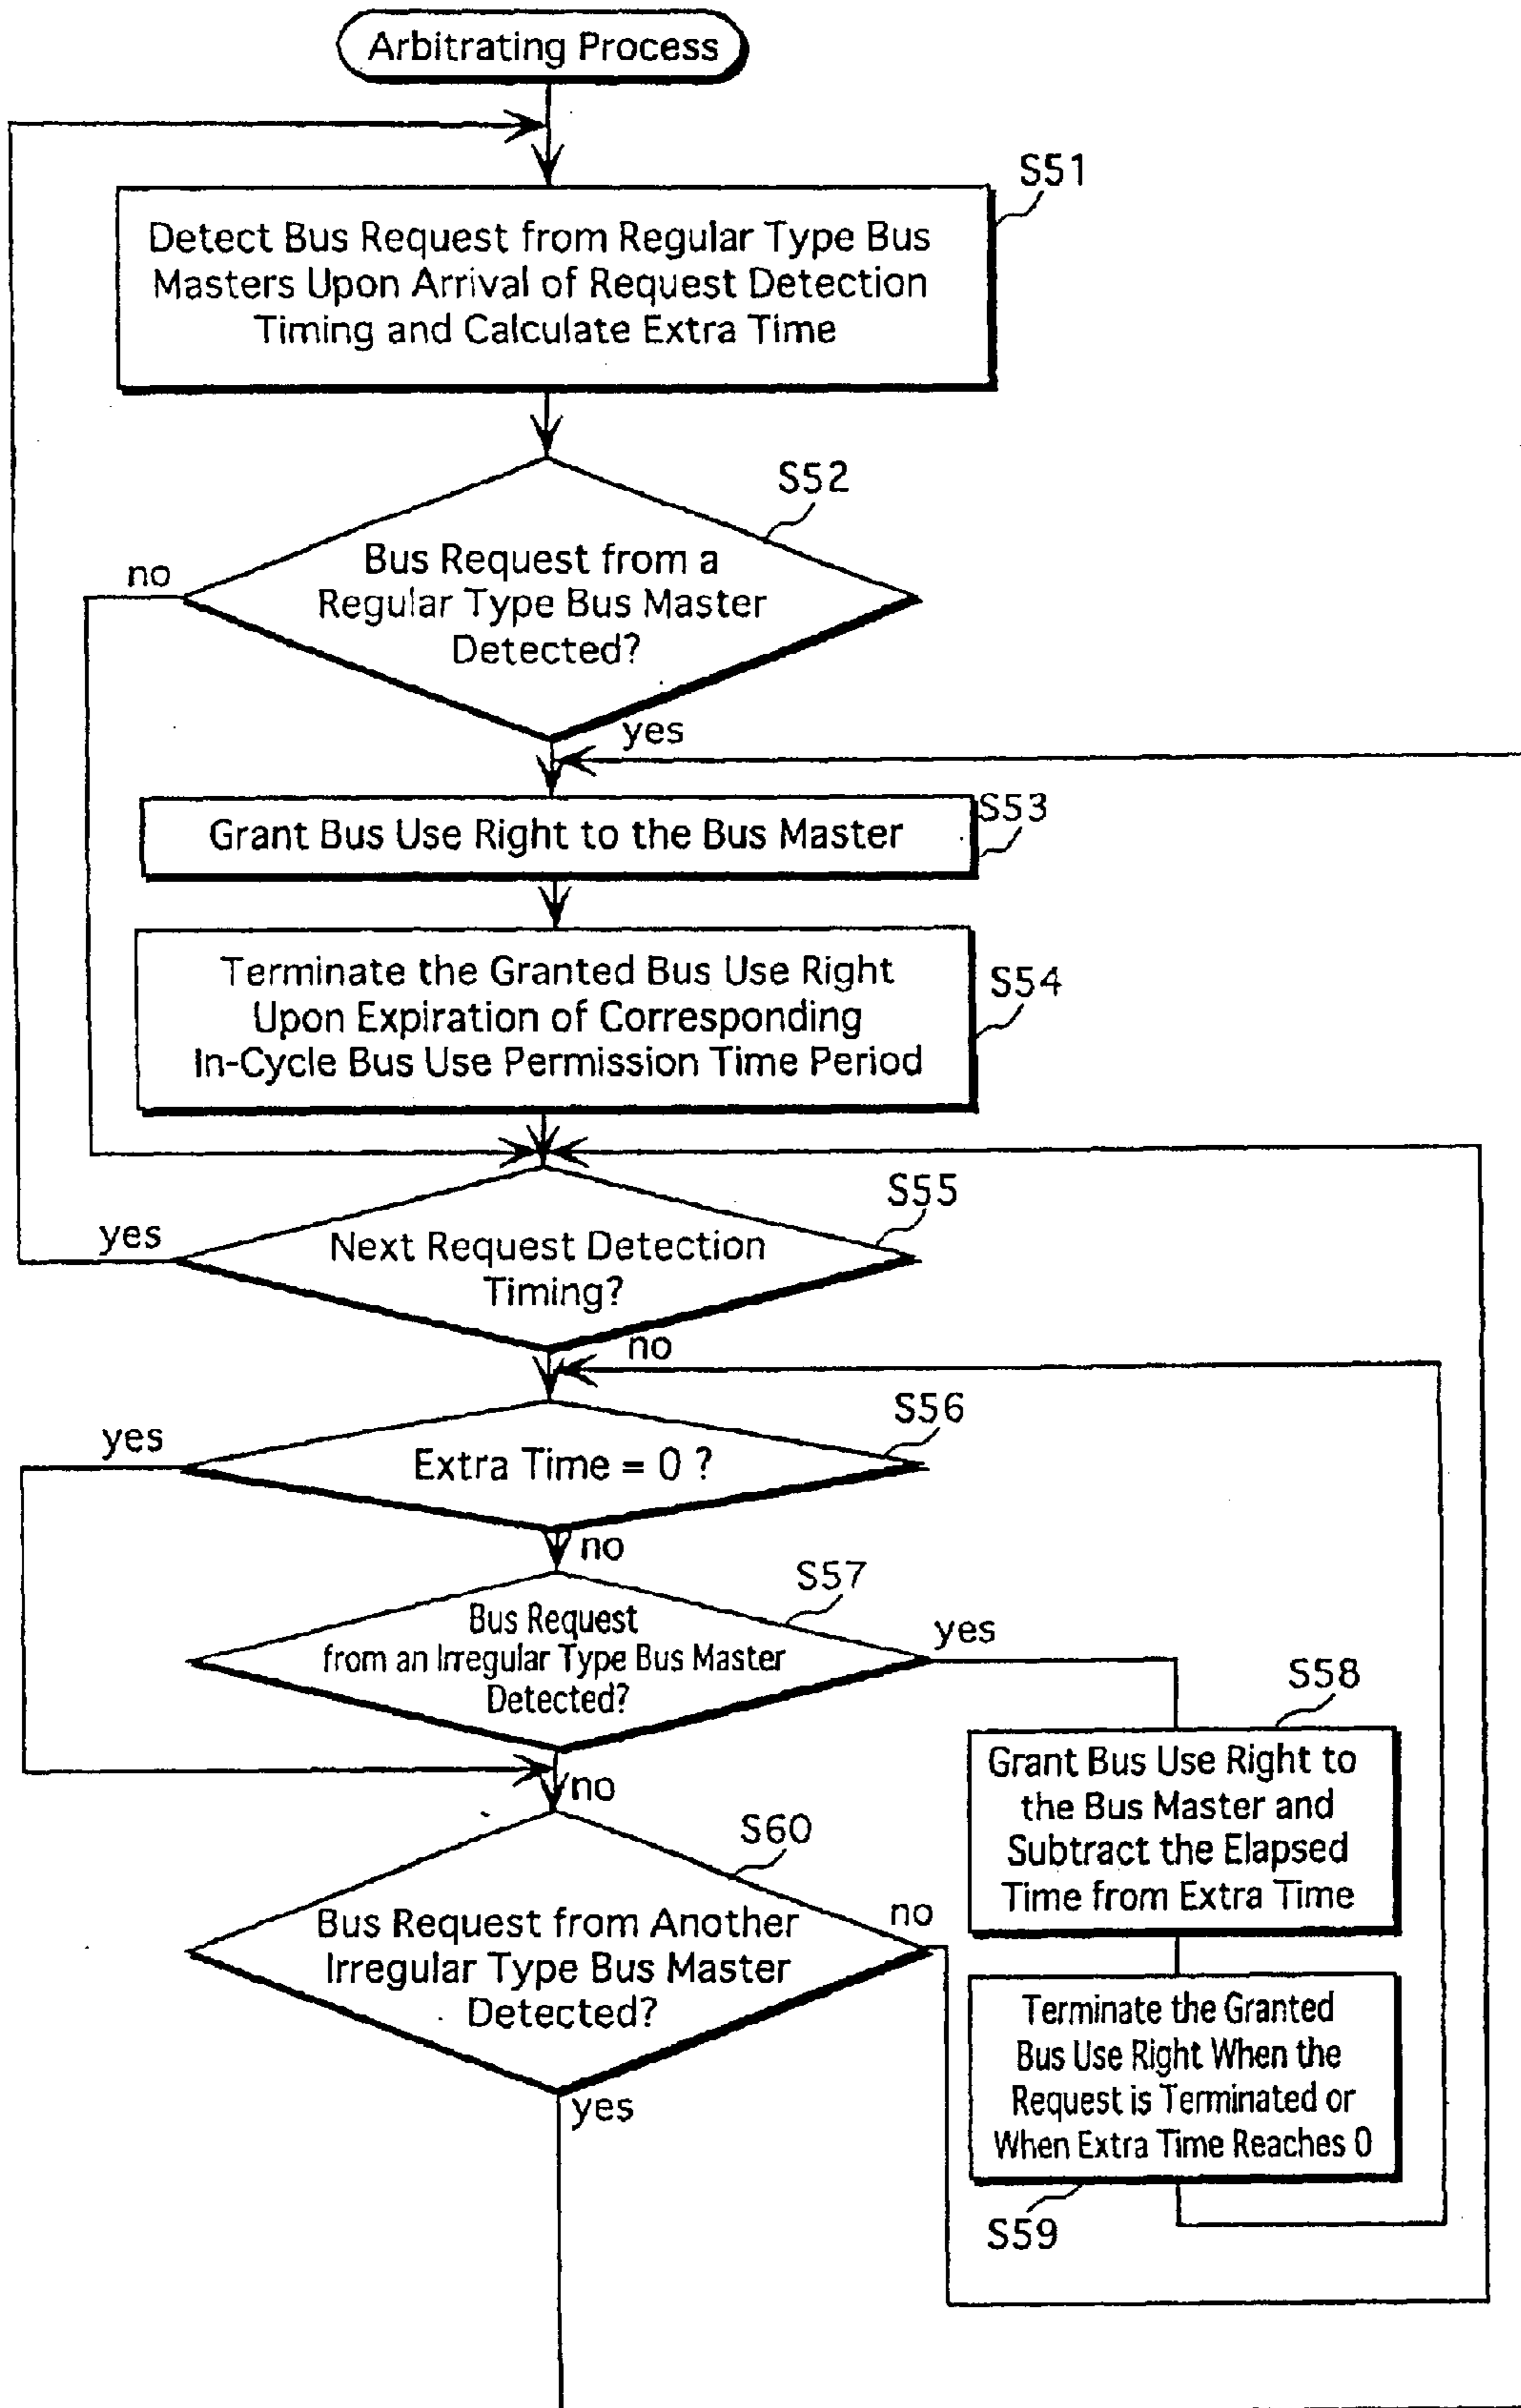 Arbitrating Process
S51
Detect Bus Request from Regular Type Bus
Masters Upon Arrival of Request Detection
Timing and Calculate Extra Time
S52
Bus Request from a
Regular Type Bus Master
Detected?
no
yes
S53
Grant Bus Use Right to the Bus Master
S54
Terminate the Granted Bus Use Right
Upon Expiration of Corresponding
In-Cycle Bus Use Permission Time Period
S55
Next Request Detection
Timing?
yes
no
S56
Extra Time = 0 ?
yes
no
S57
Bus Request
from an Irregular Type Bus Master
Detected?
yes
no
S58
Grant Bus Use Right to
the Bus Master and
Subtract the Elapsed
Time from Extra Time
S60
Bus Request from Another
Irregular Type Bus Master
Detected?
no
yes
Terminate the Granted
Bus Use Right When the
Request is Terminated or
When Extra Time Reaches 0
S59